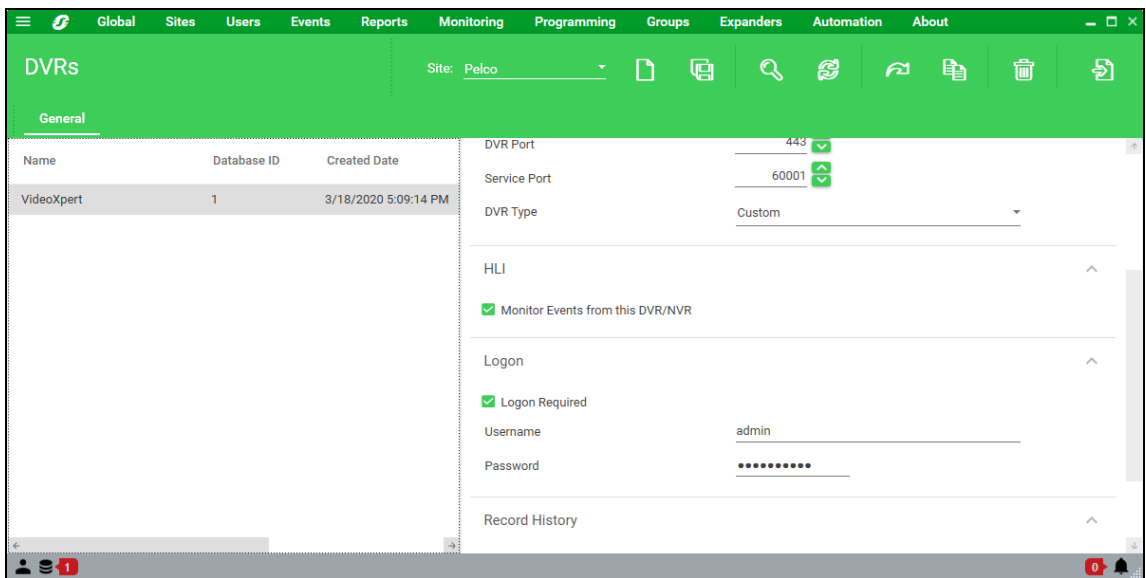 Global Sites Users Events Reports Monitoring Programming Groups Expanders Automation About
DVRs
Site: Pelco
General
Name Database ID Created Date
VideoXpert 1 3/18/2020 5:09:14 PM
DVR Port 443
Service Port 60001
DVR Type Custom
HLI
Monitor Events from this DVR/NVR
Logon
Logon Required
Username admin
Password ••••••••••
Record History
1 0